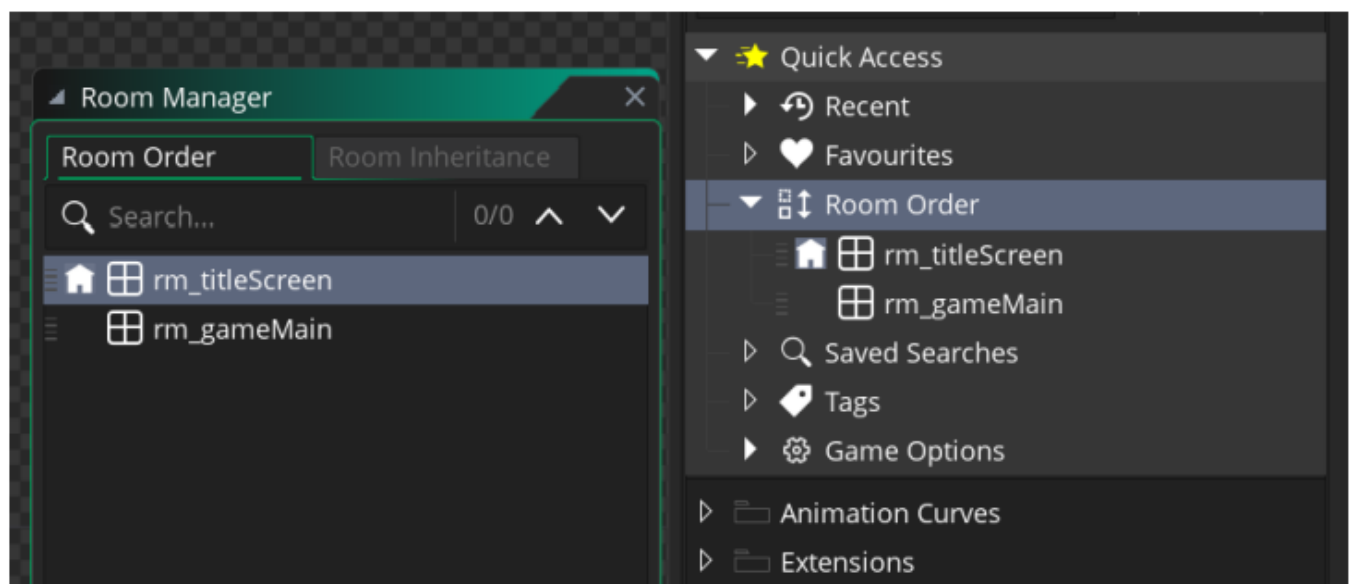 Room Manager
Room Order
Room Inheritance
Search...
0/0
rm_titleScreen
rm_gameMain
Quick Access
Recent
Favourites
Room Order
rm_titleScreen
rm_gameMain
Saved Searches
Tags
Game Options
Animation Curves
Extensions